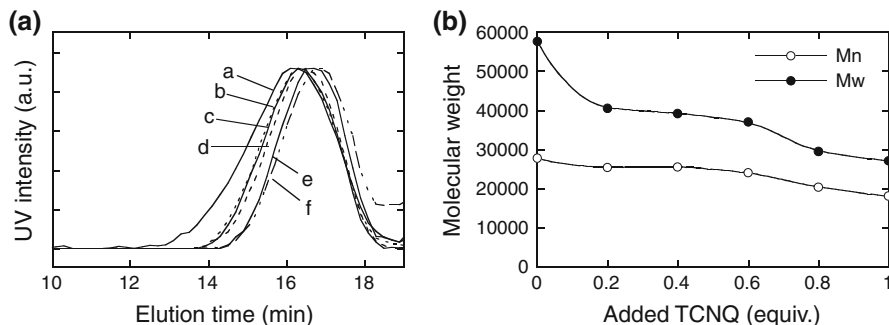 (a)
UV intensity (a.u.)
a
b
c
d
e
f
10 12 14 16 18
Elution time (min)
(b)
Molecular weight
60000
50000
40000
30000
20000
10000
0
Mn
Mw
0 0.2 0.4 0.6 0.8 1
Added TCNQ (equiv.)